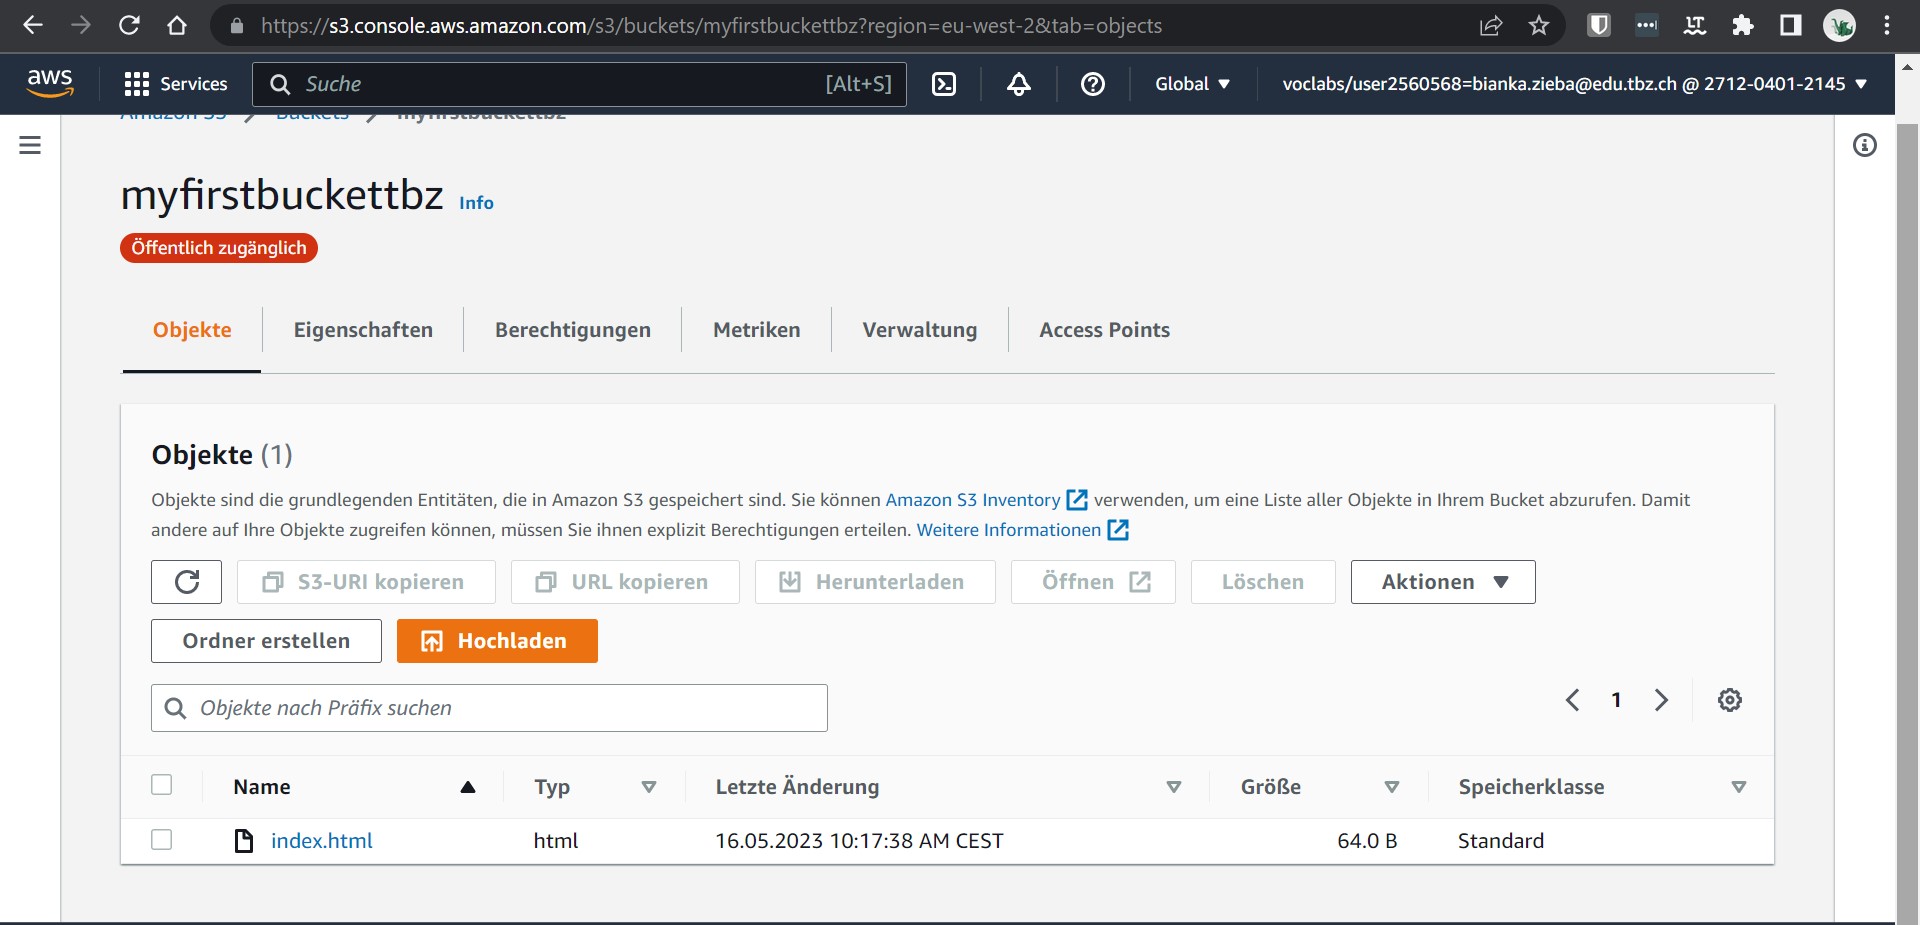 https://s3.console.aws.amazon.com/s3/buckets/myfirstbuckettbz?region=eu-west-2&tab=objects
aws Services Suche [Alt+S] Global voclabs/user2560568=bianka.zieba@edu.tbz.ch @ 2712-0401-2145
Amazon S3 Buckets myfirstbuckettbz
myfirstbuckettbz Info
Öffentlich zugänglich
Objekte Eigenschaften Berechtigungen Metriken Verwaltung Access Points
Objekte (1)
Objekte sind die grundlegenden Entitäten, die in Amazon S3 gespeichert sind. Sie können Amazon S3 Inventory verwenden, um eine Liste aller Objekte in Ihrem Bucket abzurufen. Damit
andere auf Ihre Objekte zugreifen können, müssen Sie ihnen explizit Berechtigungen erteilen. Weitere Informationen
S3-URI kopieren URL kopieren Herunterladen Öffnen Löschen Aktionen
Ordner erstellen Hochladen
Objekte nach Präfix suchen 1
Name Typ Letzte Änderung Größe Speicherklasse
index.html html 16.05.2023 10:17:38 AM CEST 64.0 B Standard